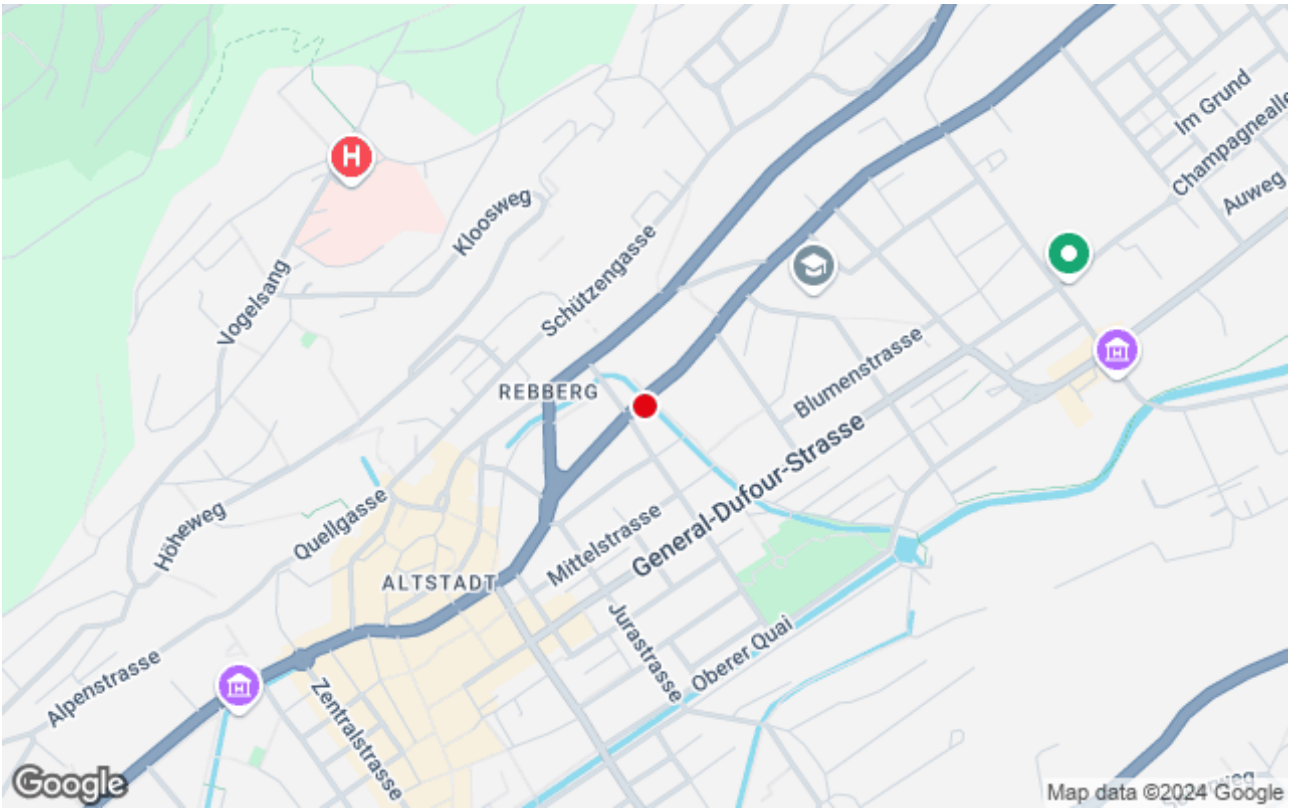 Im Grund
Champagnealle
Auweg
H
Kloosweg
Schützengasse
Vogelsang
REBBERG
Blumenstrasse
General-Dufour-Strasse
Höheweg
Quellgasse
Mittelstrasse
ALTSTADT
Jurastrasse
Oberer Quai
Alpenstrasse
Zentralstrasse
Google
Map data ©2024 Google